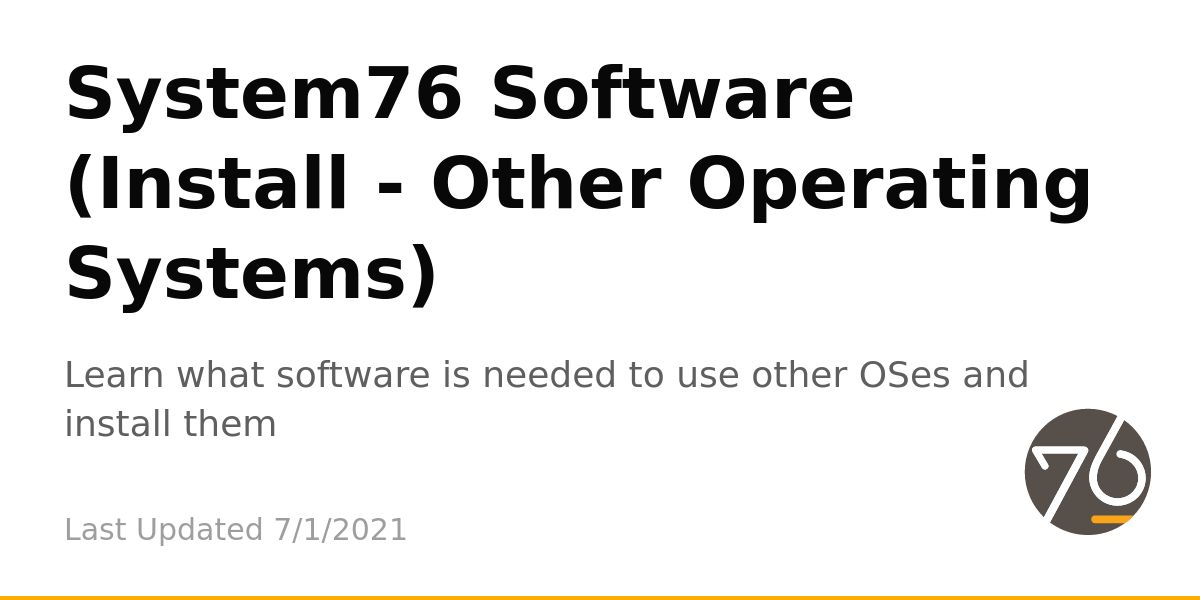 System76 Software
(Install - Other Operating
Systems)
Learn what software is needed to use other OSes and
install them
Last Updated 7/1/2021
76